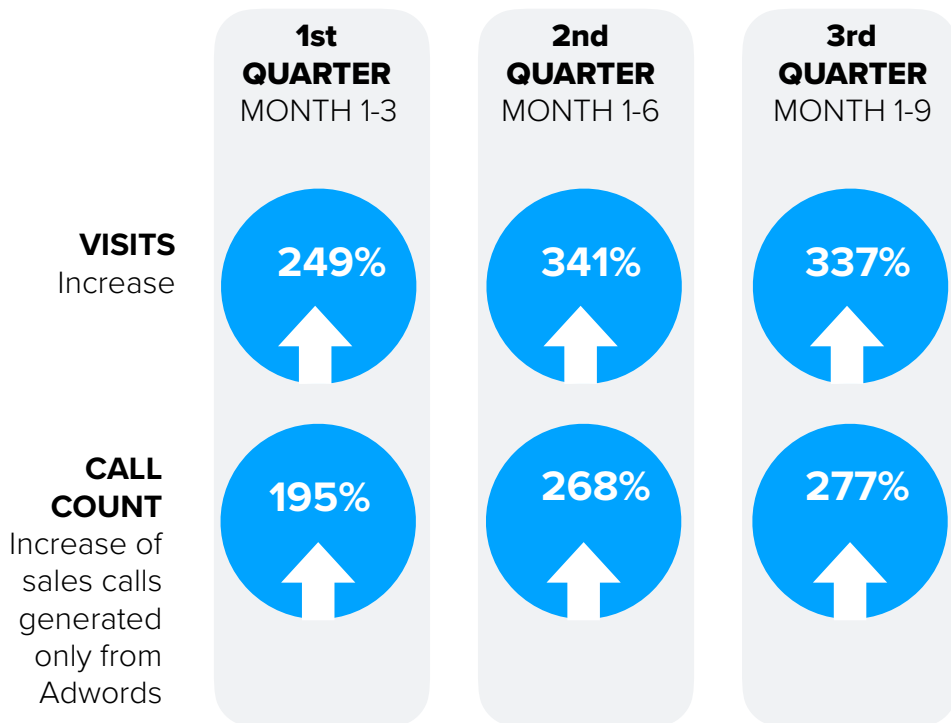 1st
QUARTER
MONTH 1-3
2nd
QUARTER
MONTH 1-6
3rd
QUARTER
MONTH 1-9
VISITS
Increase
249%
341%
337%
CALL
COUNT
Increase of
sales calls
generated
only from
Adwords
195%
268%
277%